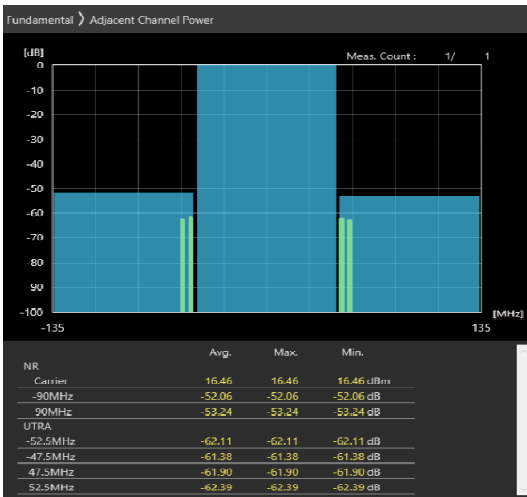 Fundamental ❯ Adjacent Channel Power
[dB]
Meas. Count : 1/ 1
0
-10
-20
-30
-40
-50
-60
-70
80
90
-100
[MHz]
-135 135
Avg. Max. Min.
NR
Carrier 16.46 16.46 16.46 dBm
-90MHz -52.06 -52.06 -52.06 dB
90MHz -53.24 -53.24 -53.24 dB
UTRA
-52.5MHz -62.11 -62.11 -62.11 dB
-47.5MHz -61.38 -61.38 -61.38 dB
47.5MHz -61.90 -61.90 -61.90 dB
52.5MHz -62.39 -62.39 -62.39 dB